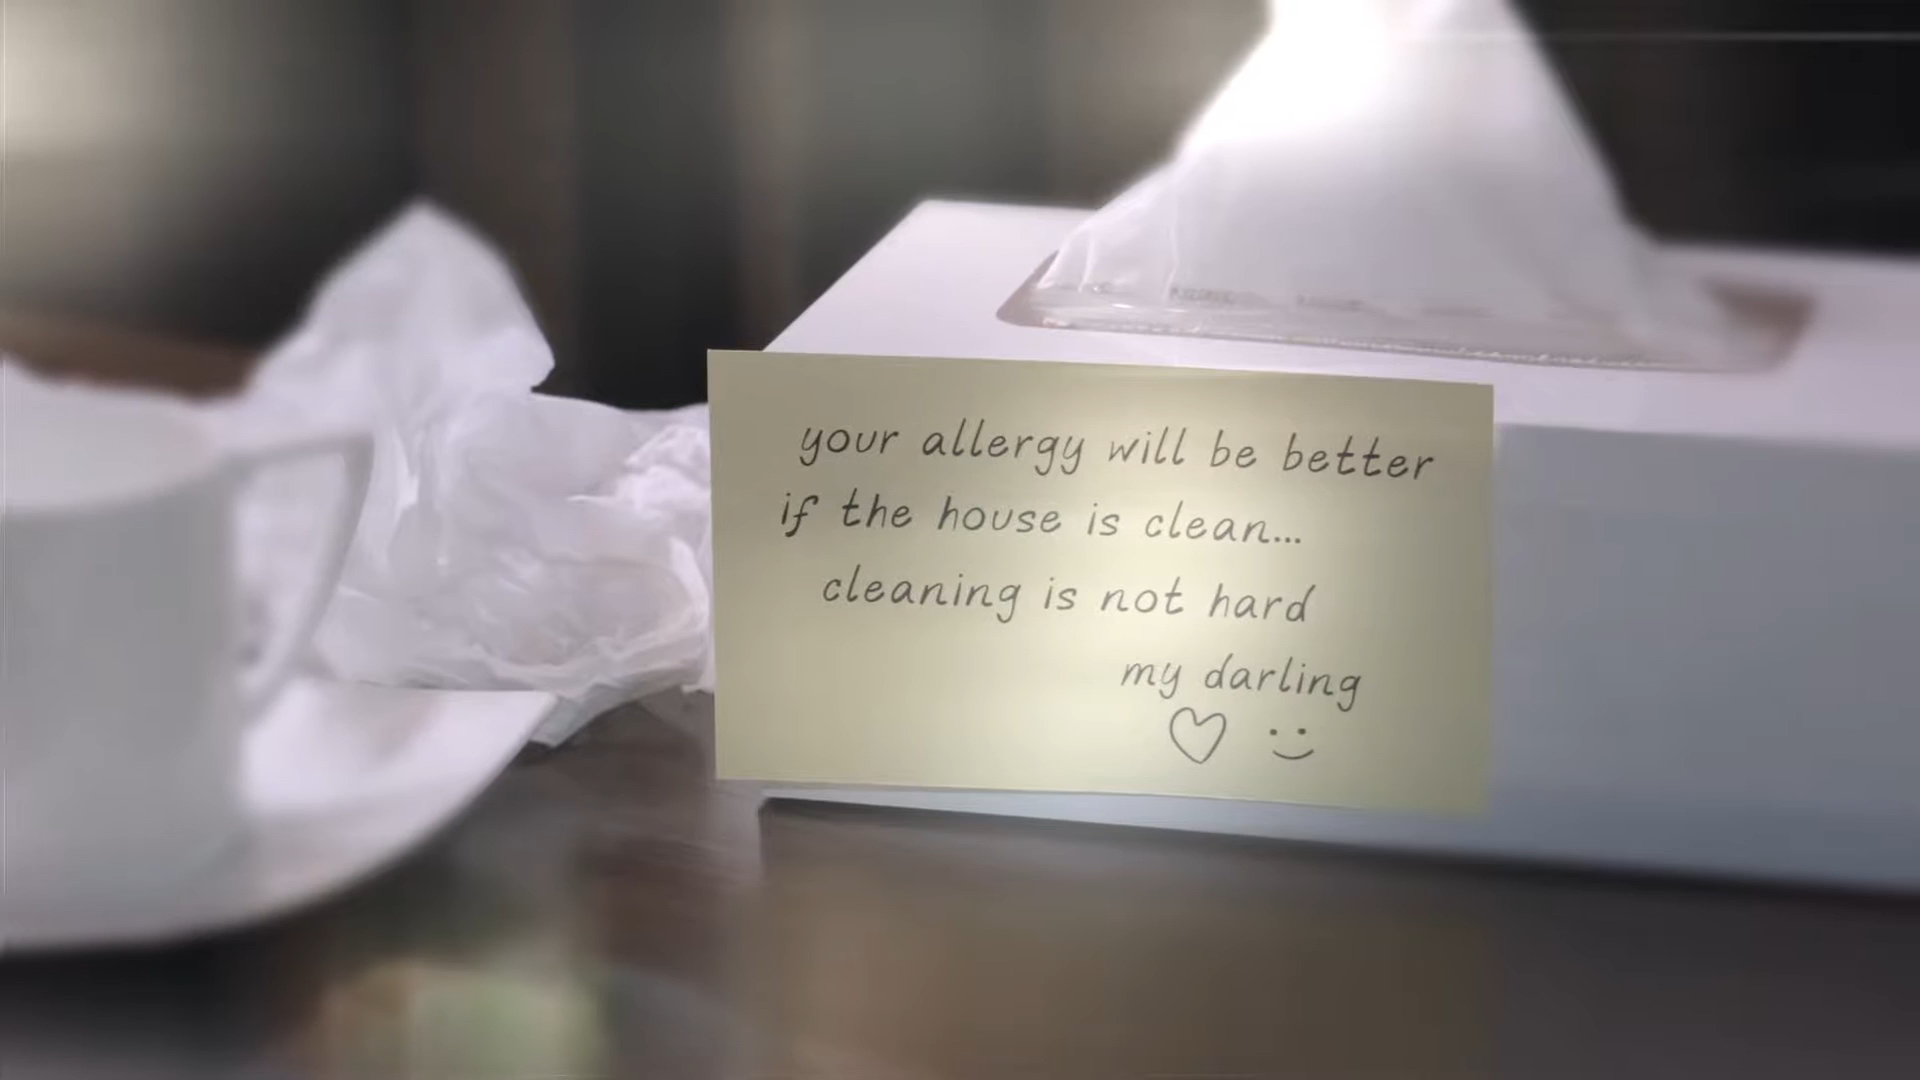 your allergy will be better
if the house is clean...
cleaning is not hard
my darling